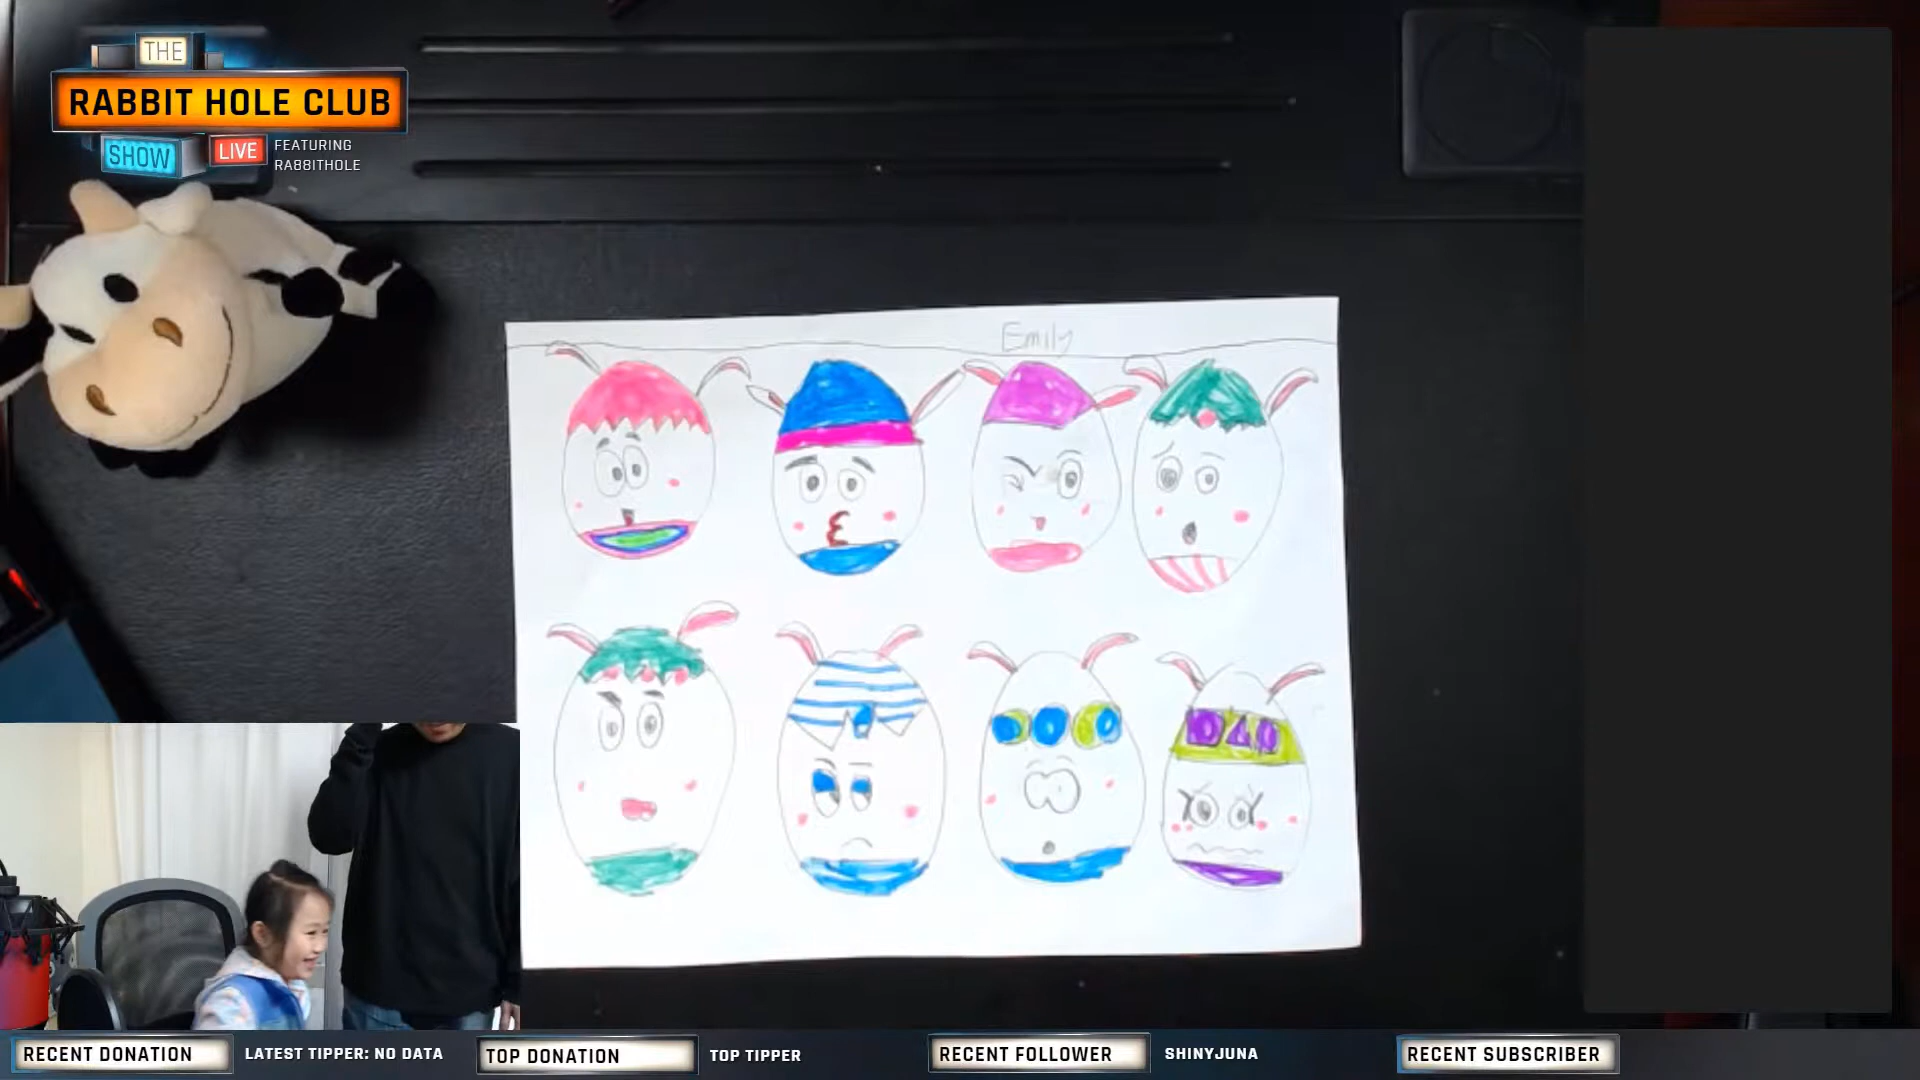 THE
RABBIT HOLE CLUB
SHOW
LIVE
FEATURING
RABBITHOLE
Emily
RECENT DONATION
LATEST TIPPER: NO DATA
TOP DONATION
TOP TIPPER
RECENT FOLLOWER
SHINYJUNA
RECENT SUBSCRIBER